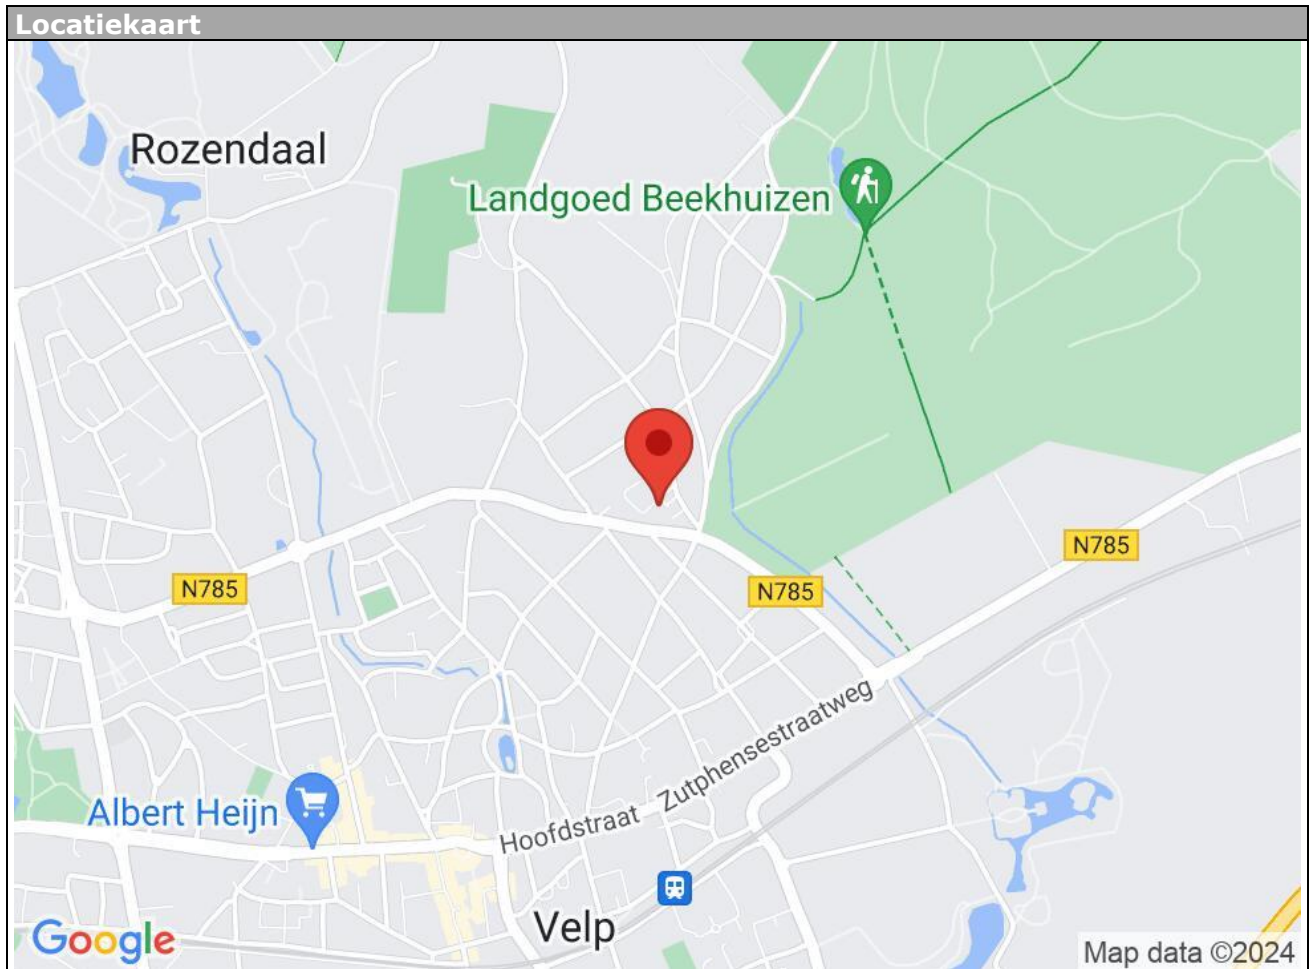 Locatiekaart
Rozendaal
Landgoed Beekhuizen
N785
N785
N785
Zutphensestraatweg
Albert Heijn
Hoofdstraat
Velp
Google
Map data ©2024